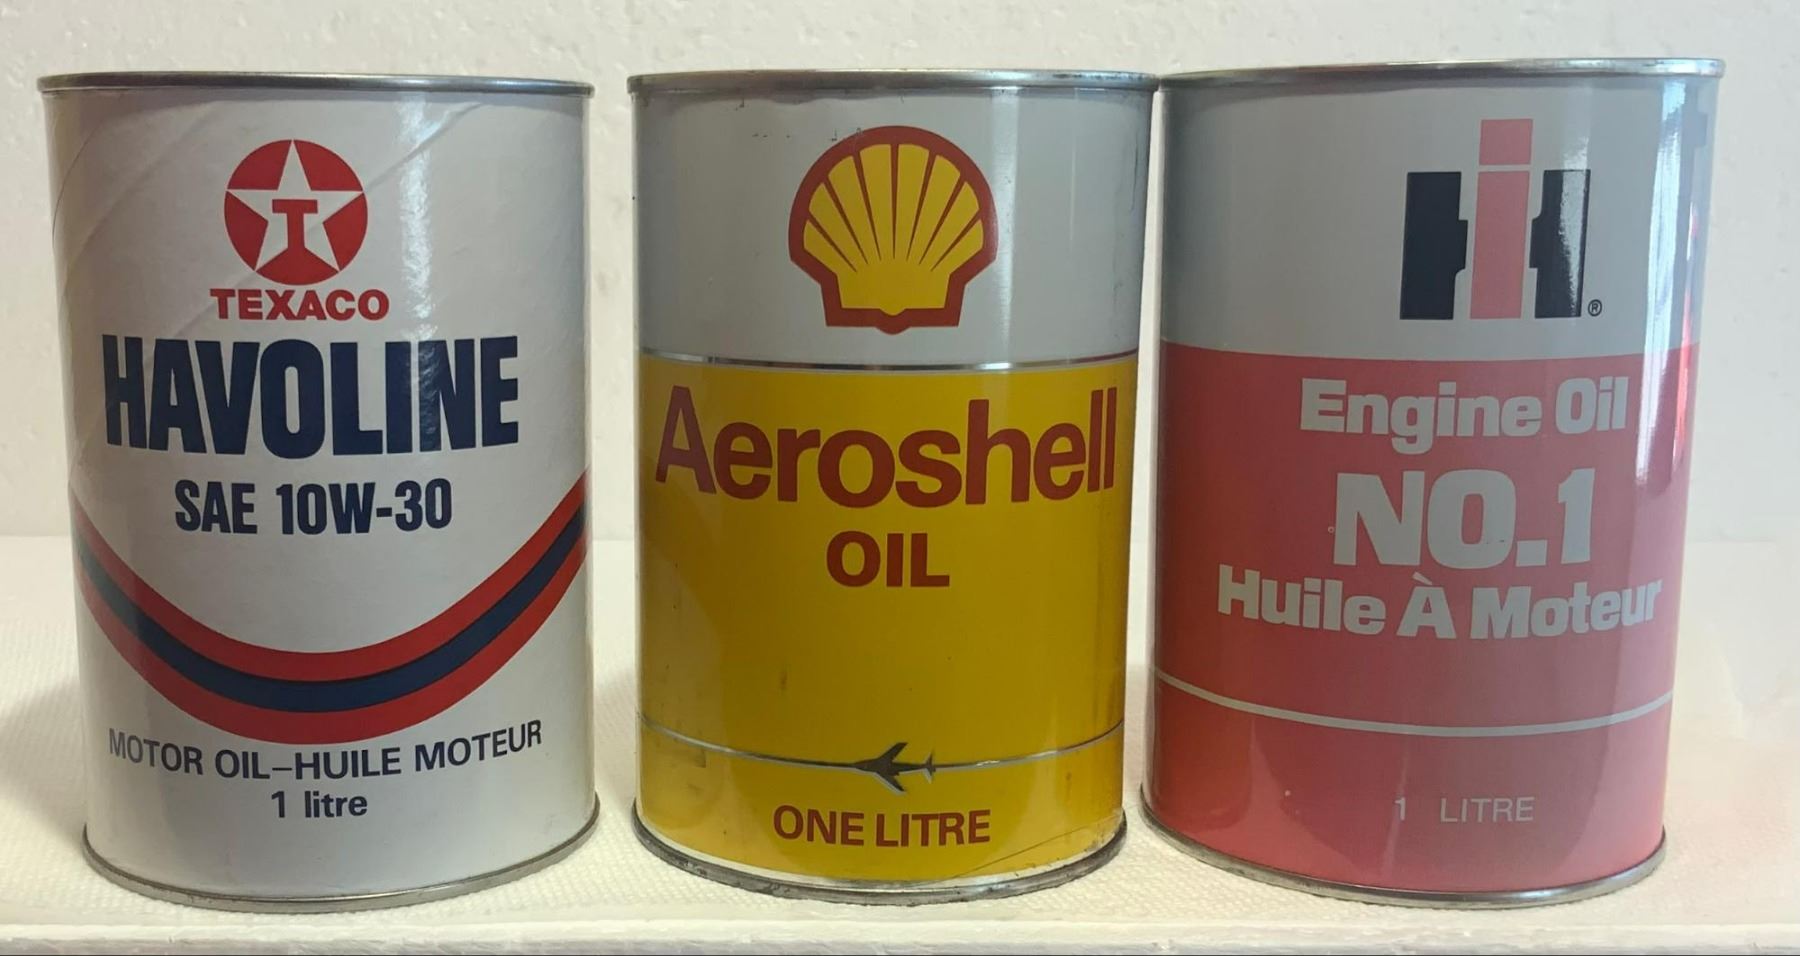 T
TEXACO
HAVOLINE
SAE 10W-30
MOTOR OIL-HUILE MOTEUR
1 litre
Aeroshell
OIL
ONE LITRE
IH®
Engine Oil
NO.1
Huile À Moteur
1 LITRE